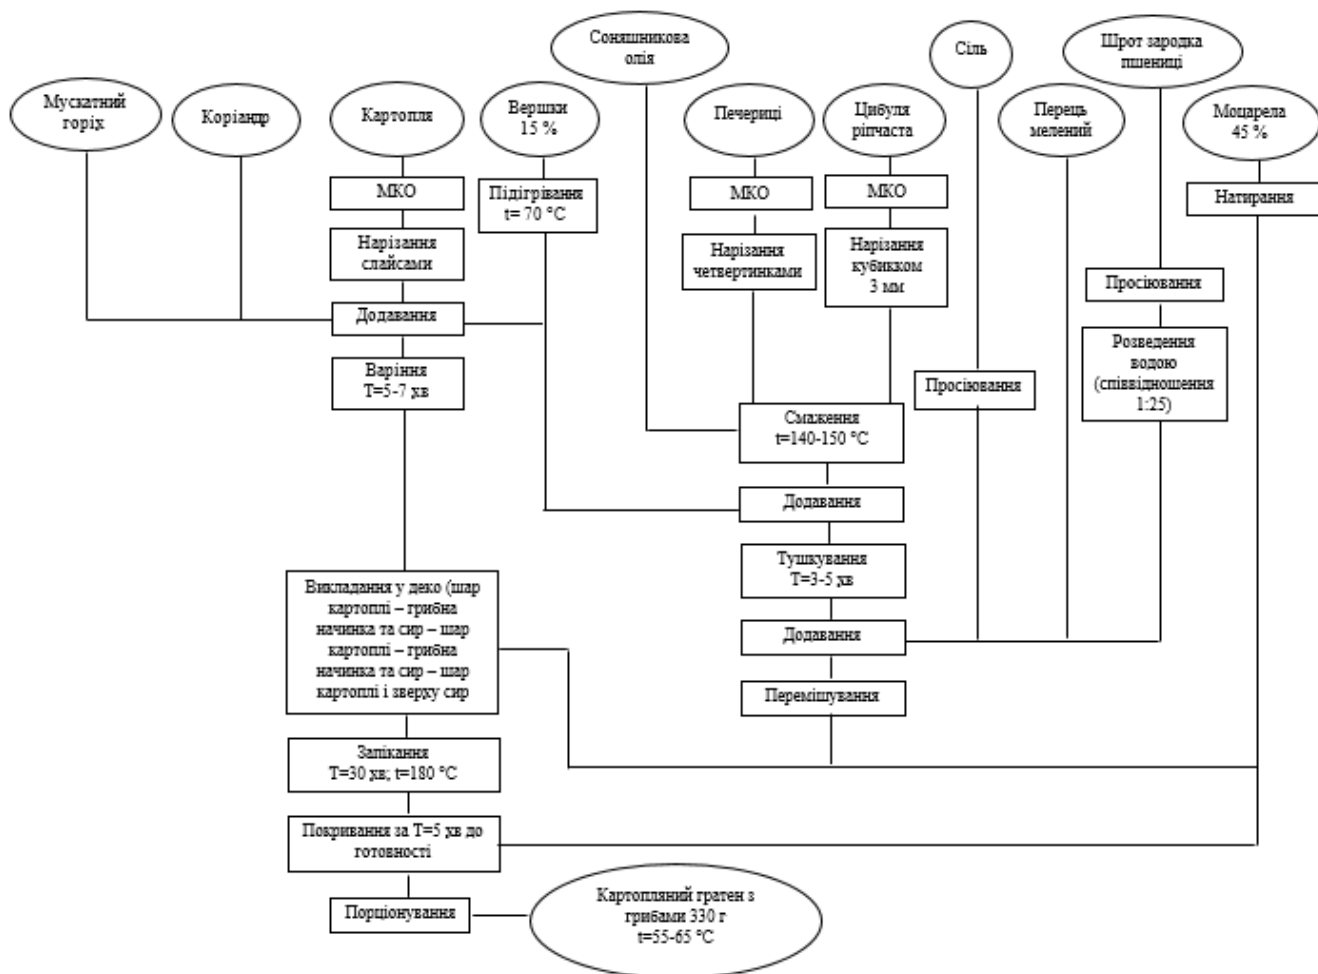 Соняшникова
олія
Сіль
Шрот зародка
пшениці
Мускатний
горіх
Коріандр
Картопля
Вершки
15 %
Печериці
Цибуля
ріпчаста
Перець
мелений
Моцарела
45 %
МКО
Підігрівання
t= 70 °C
МКО
МКО
Натирання
Нарізання
слайсами
Нарізання
четвертинками
Нарізання
кубикком
3 мм
Просіювання
Додавання
Розведення
водою
(співвідношення
1:25)
Варіння
Т=5-7 хв
Просіювання
Смаження
t=140-150 °C
Додавання
Тушкування
Т=3-5 хв
Викладання у деко (шар
картоплі – грибна
начинка та сир – шар
картоплі – грибна
начинка та сир – шар
картоплі і зверху сир
Додавання
Перемішування
Запікання
Т=30 хв; t=180 °C
Покривання за Т=5 хв до
готовності
Порціонування
Картопляний гратен з
грибами 330 г
t=55-65 °C